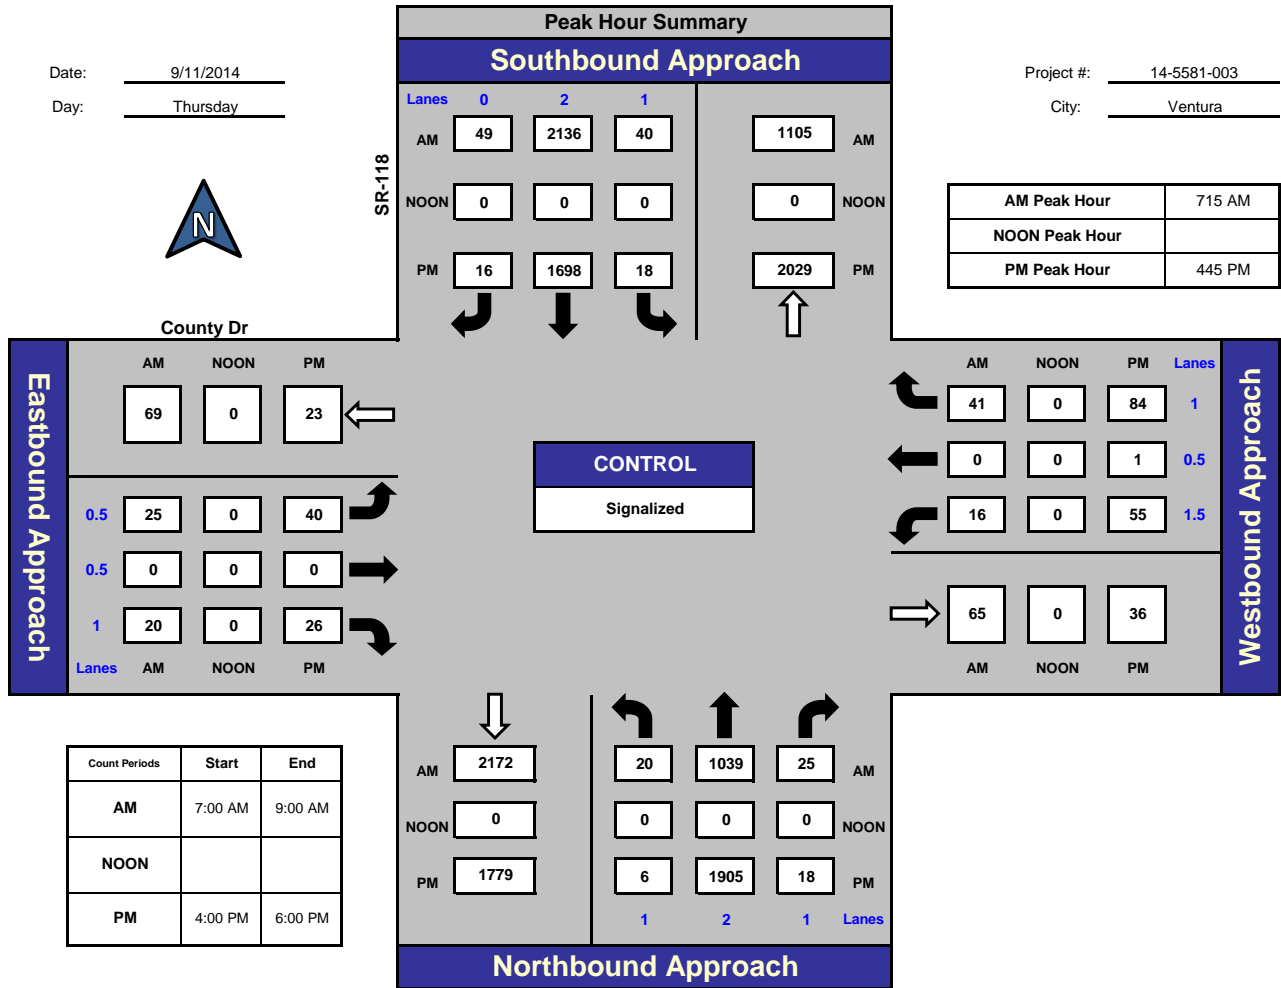 Peak Hour Summary
Southbound Approach
Date: 9/11/2014
Day: Thursday
Project #: 14-5581-003
City: Ventura
Lanes 0 2 1
AM 49 2136 40 1105 AM
NOON 0 0 0 0 NOON
PM 16 1698 18 2029 PM
SR-118
N
AM Peak Hour 715 AM
NOON Peak Hour
PM Peak Hour 445 PM
County Dr
Eastbound Approach
AM NOON PM
69 0 23
0.5 25 0 40
0.5 0 0 0
1 20 0 26
Lanes AM NOON PM
CONTROL
Signalized
AM NOON PM Lanes
41 0 84 1
0 0 1 0.5
16 0 55 1.5
65 0 36
AM NOON PM
Westbound Approach
Count Periods Start End
AM 7:00 AM 9:00 AM
NOON
PM 4:00 PM 6:00 PM
AM 2172 20 1039 25 AM
NOON 0 0 0 0 NOON
PM 1779 6 1905 18 PM
1 2 1 Lanes
Northbound Approach